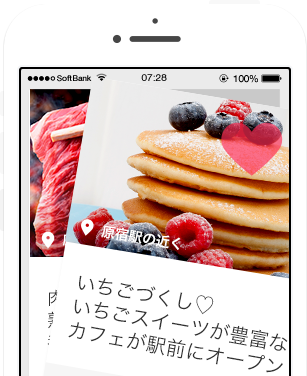 SoftBank 07:28 100%
原宿駅の近く
いちごづくし♡
いちごスイーツが豊富な
カフェが駅前にオープン
肉